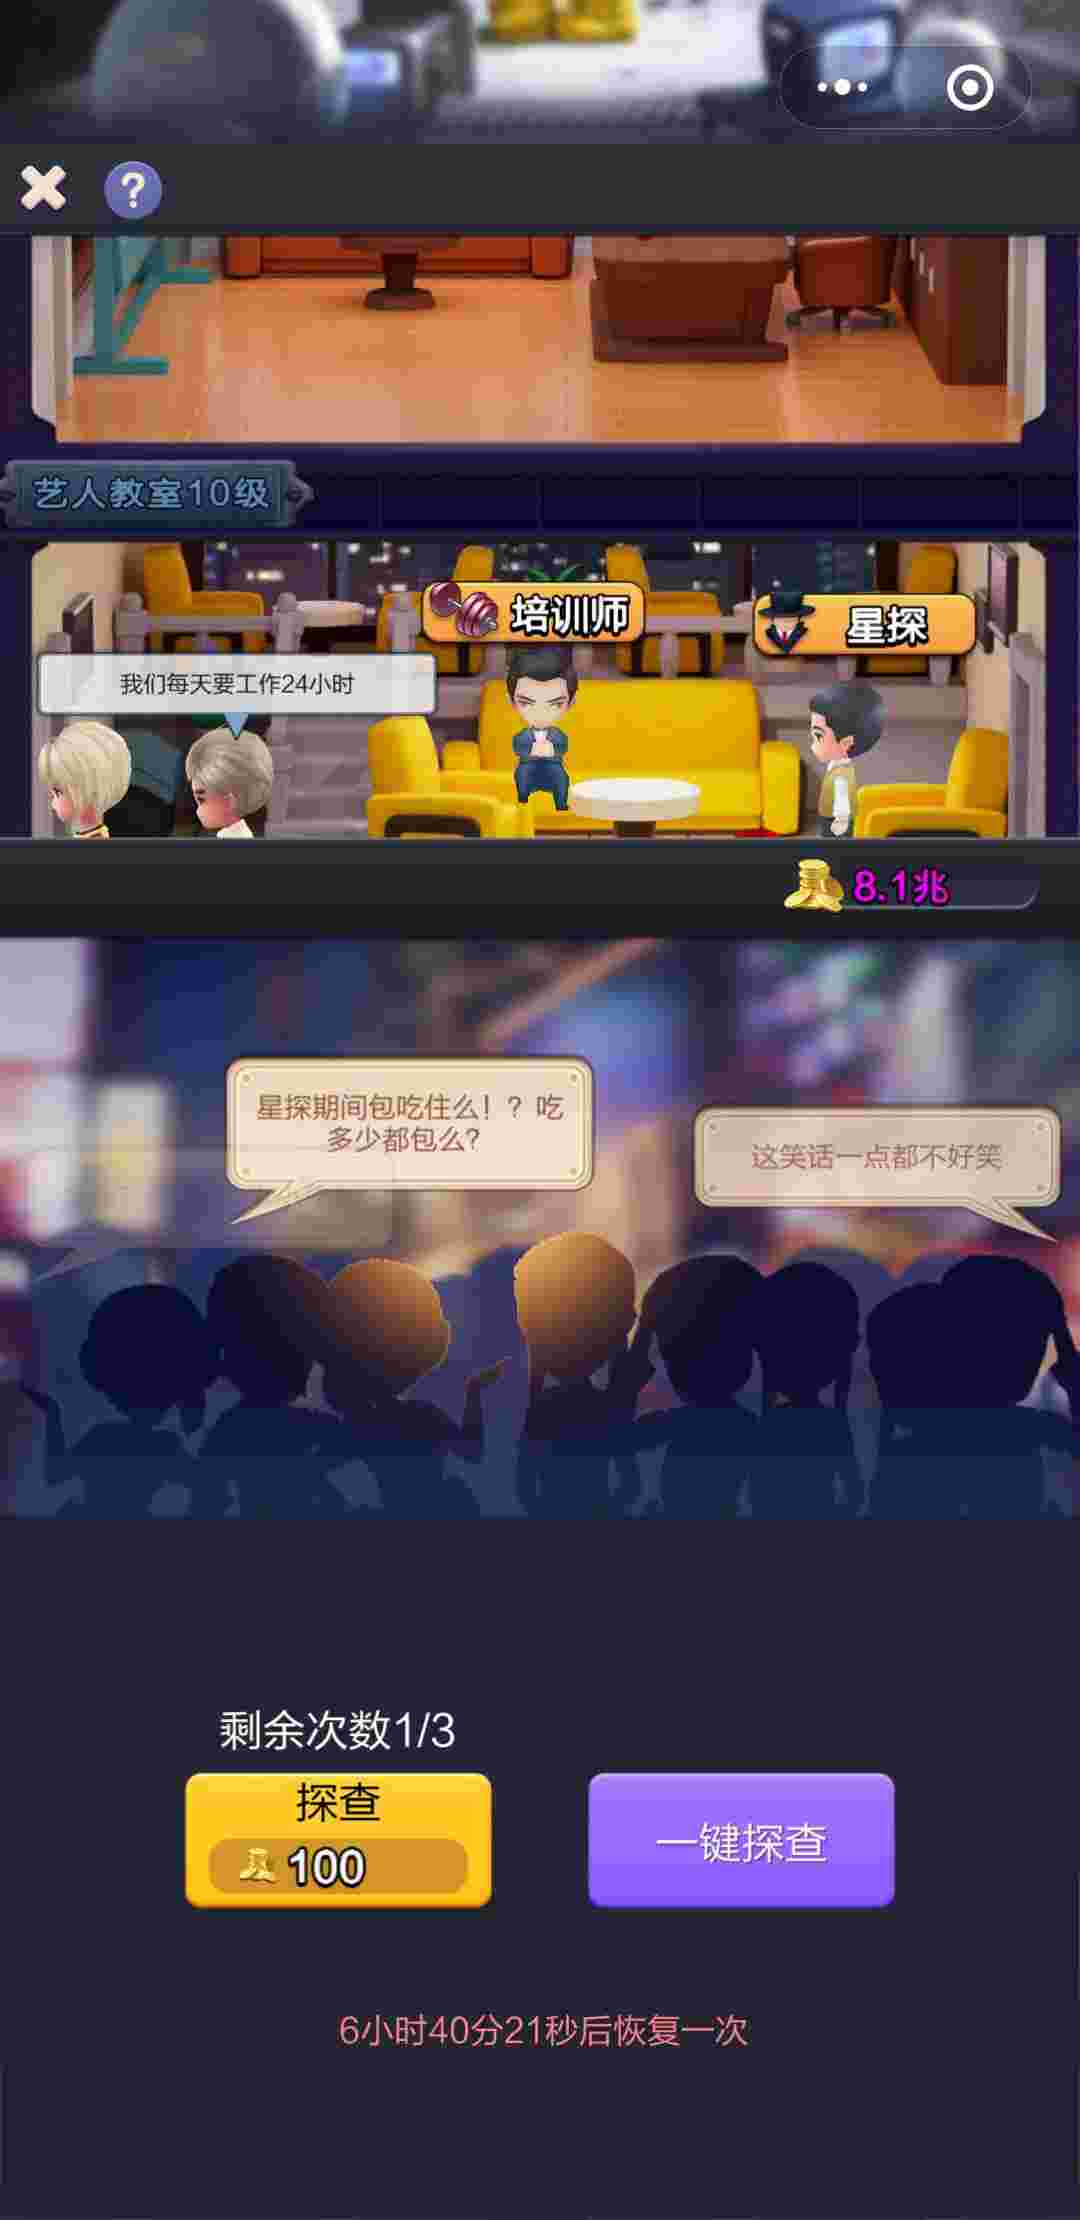 ?
艺人教室10级
培训师
星探
我们每天要工作24小时
8.1兆
星探期间包吃住么！？吃
多少都包么？
这笑话一点都不好笑
剩余次数1/3
探查
100
一键探查
6小时40分21秒后恢复一次